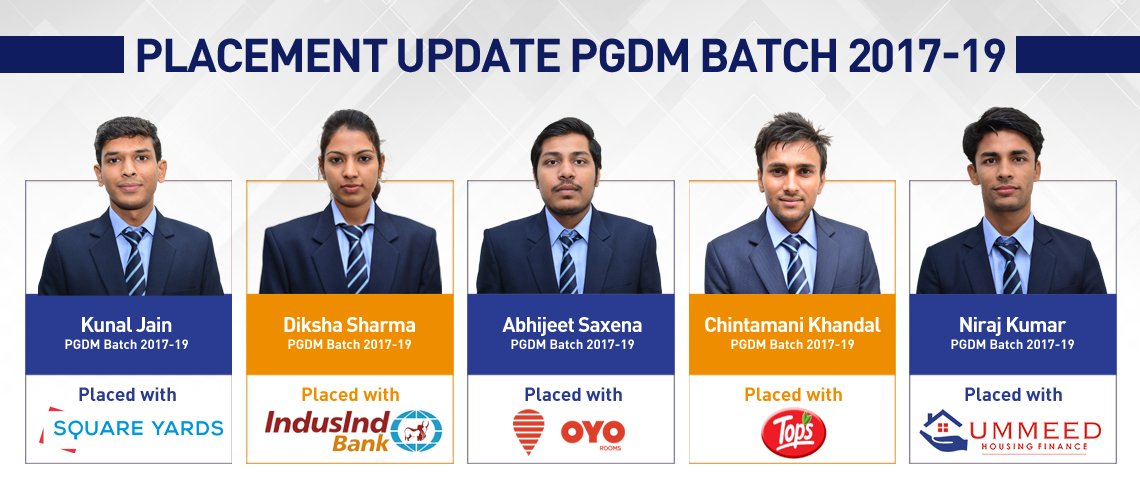 PLACEMENT UPDATE PGDM BATCH 2017-19
Kunal Jain
PGDM Batch 2017-19
Placed with
SQUARE YARDS
Diksha Sharma
PGDM Batch 2017-19
Placed with
IndusInd
Bank
Abhijeet Saxena
PGDM Batch 2017-19
Placed with
OYO
ROOMS
Chintamani Khandal
PGDM Batch 2017-19
Placed with
Tops
Niraj Kumar
PGDM Batch 2017-19
Placed with
UMMEED
HOUSING FINANCE